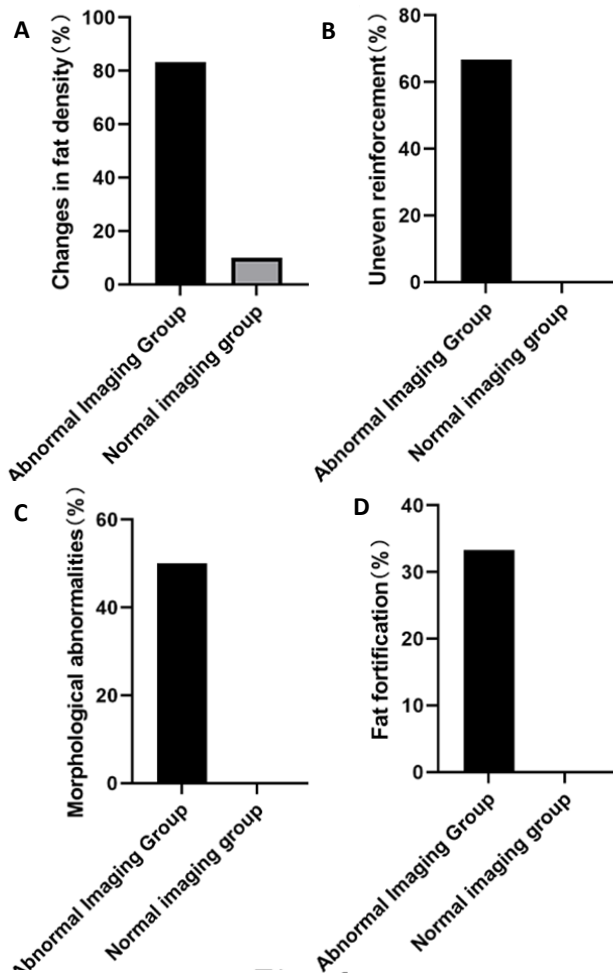 A
Changes in fat density(%)
100
80
60
40
20
0
Abnormal Imaging Group
Normal imaging group
B
Uneven reinforcement(%)
80
60
40
20
0
Abnormal Imaging Group
Normal imaging group
C
Morphological abnormalities(%)
60
40
20
0
Abnormal Imaging Group
Normal imaging group
D
Fat fortification(%)
40
30
20
10
0
Abnormal Imaging Group
Normal imaging group